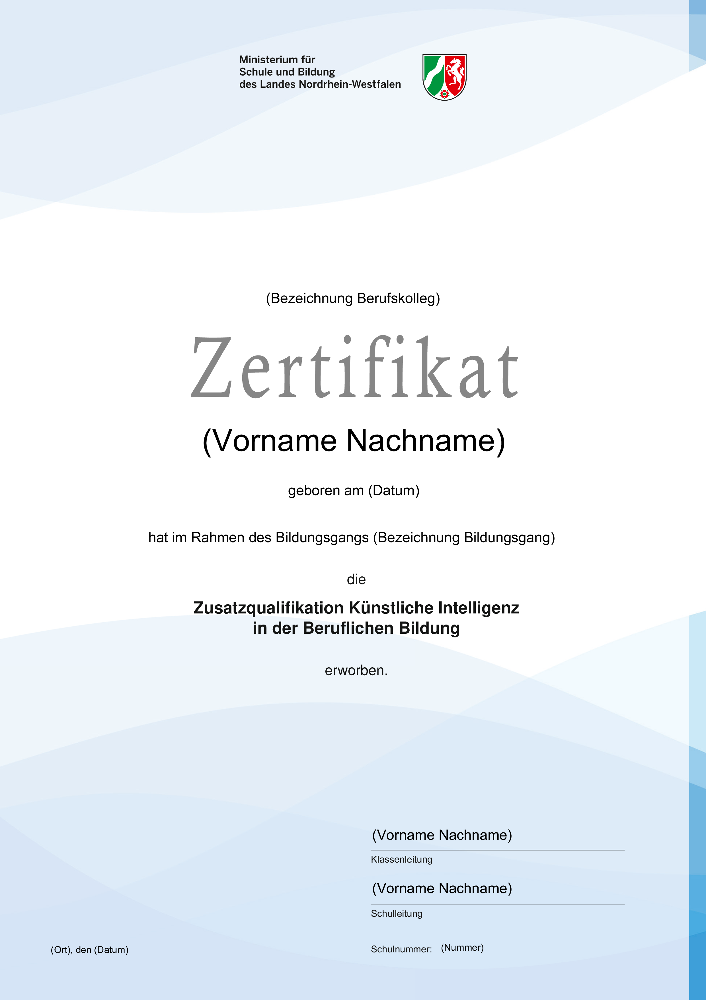 Ministerium für
Schule und Bildung
des Landes Nordrhein-Westfalen
(Bezeichnung Berufskolleg)
Zertifikat
(Vorname Nachname)
geboren am (Datum)
hat im Rahmen des Bildungsgangs (Bezeichnung Bildungsgang)
die
Zusatzqualifikation Künstliche Intelligenz
in der Beruflichen Bildung
erworben.
(Vorname Nachname)
Klassenleitung
(Vorname Nachname)
Schulleitung
(Ort), den (Datum)
Schulnummer: (Nummer)